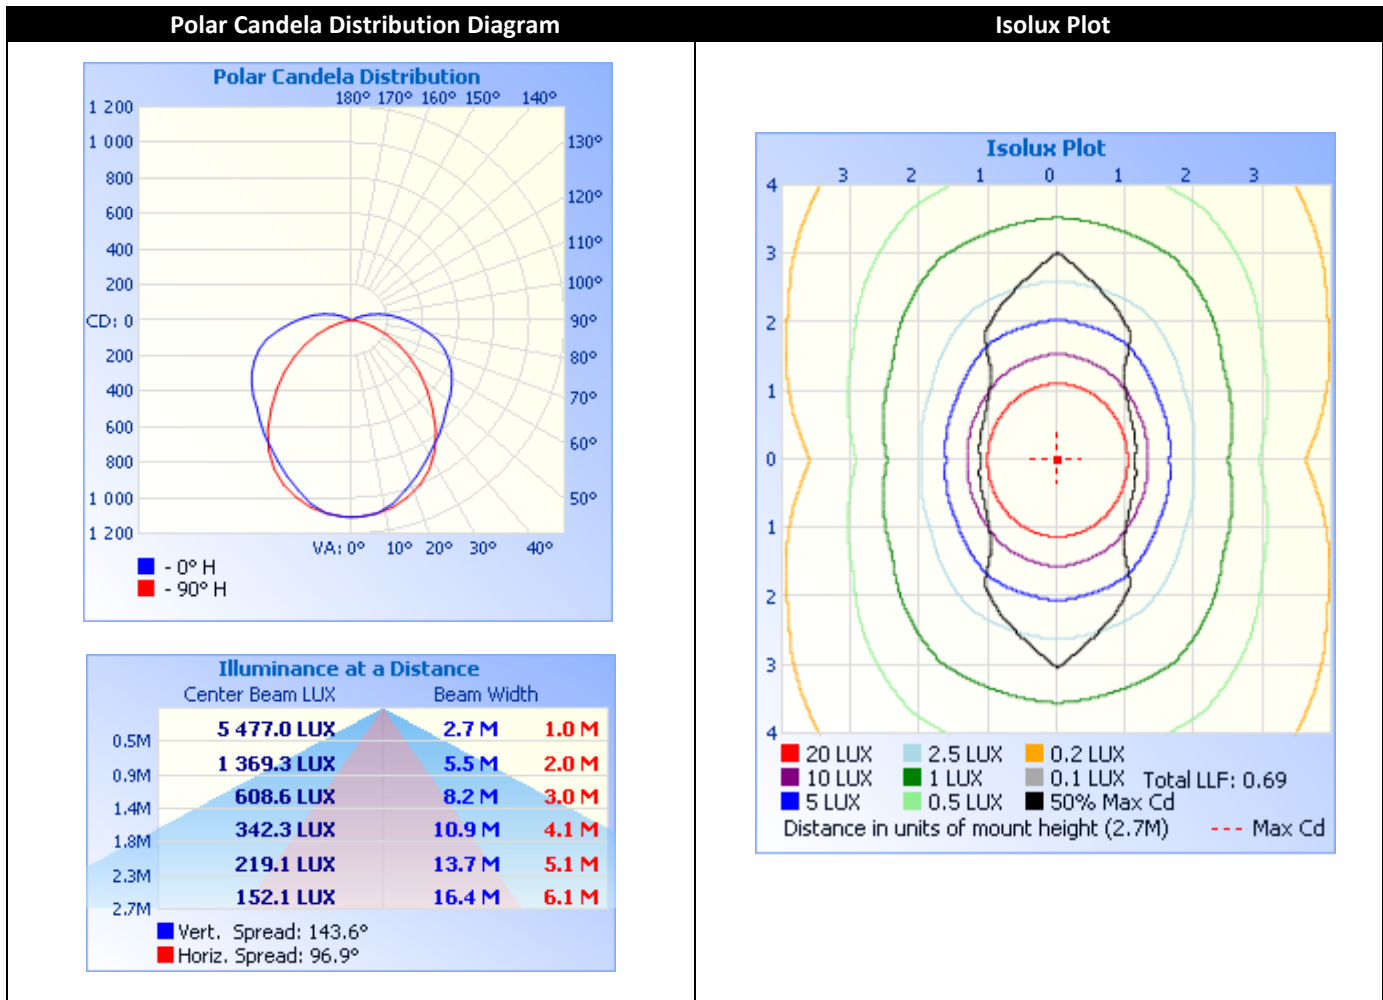 Polar Candela Distribution Diagram
Isolux Plot
Polar Candela Distribution
180° 170° 160° 150° 140°
1 200
1 000
800
600
400
200
CD: 0
200
400
600
800
1 000
1 200
130°
120°
110°
100°
90°
80°
70°
60°
50°
VA: 0° 10° 20° 30° 40°
- 0° H
- 90° H
Illuminance at a Distance
Center Beam LUX Beam Width
0.5M 5 477.0 LUX 2.7 M 1.0 M
0.9M 1 369.3 LUX 5.5 M 2.0 M
1.4M 608.6 LUX 8.2 M 3.0 M
1.8M 342.3 LUX 10.9 M 4.1 M
2.3M 219.1 LUX 13.7 M 5.1 M
2.7M 152.1 LUX 16.4 M 6.1 M
Vert. Spread: 143.6°
Horiz. Spread: 96.9°
Isolux Plot
3 2 1 0 1 2 3
4
3
2
1
0
1
2
3
4
20 LUX 2.5 LUX 0.2 LUX
10 LUX 1 LUX 0.1 LUX Total LLF: 0.69
5 LUX 0.5 LUX 50% Max Cd
Distance in units of mount height (2.7M) --- Max Cd